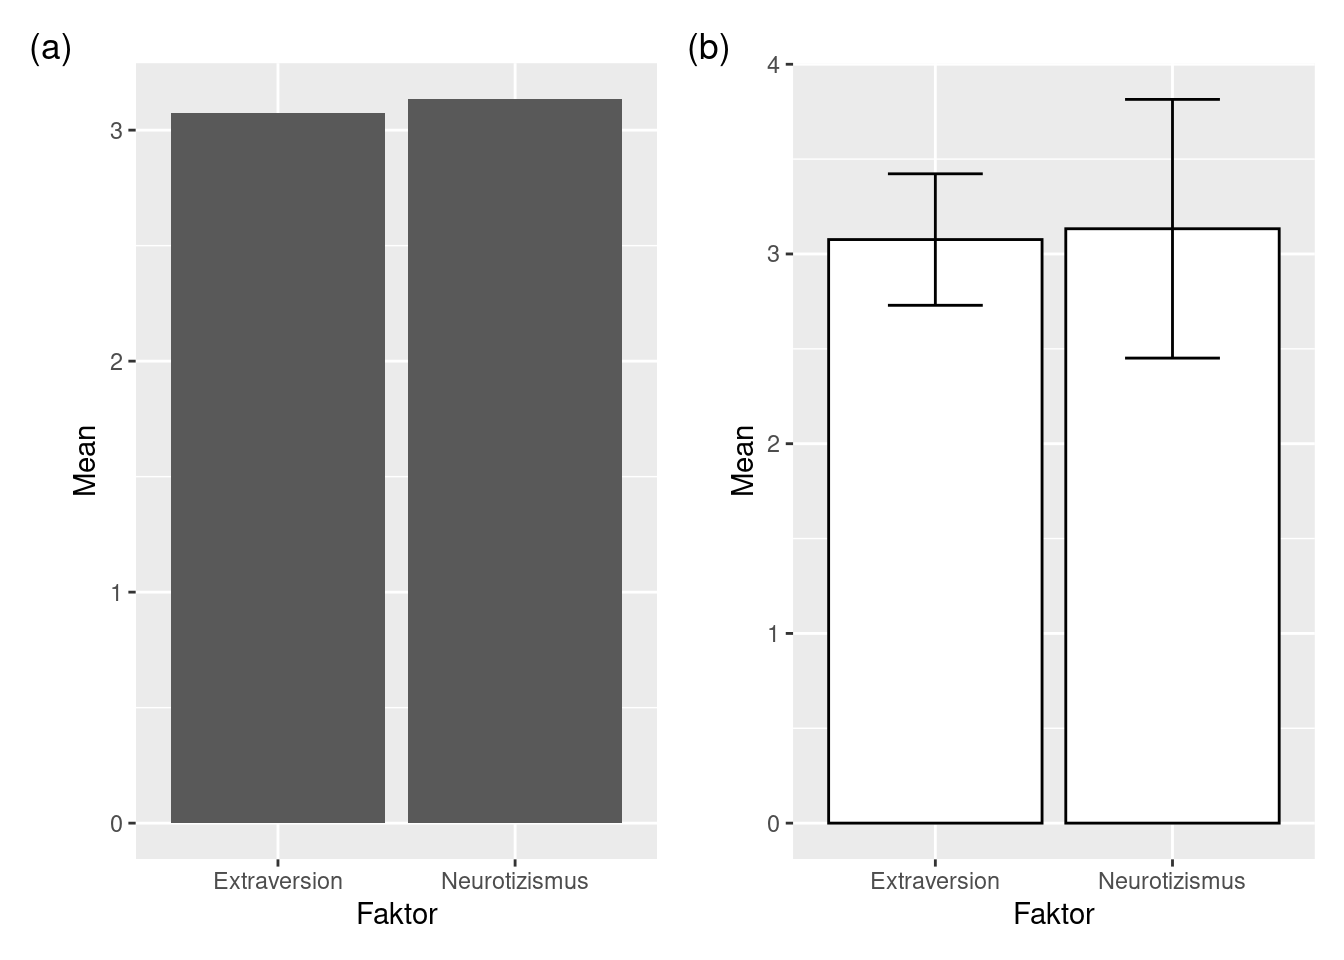 (a)
3
2
1
0
Mean
Extraversion
Neurotizismus
Faktor
(b)
4
3
2
1
0
Mean
Extraversion
Neurotizismus
Faktor